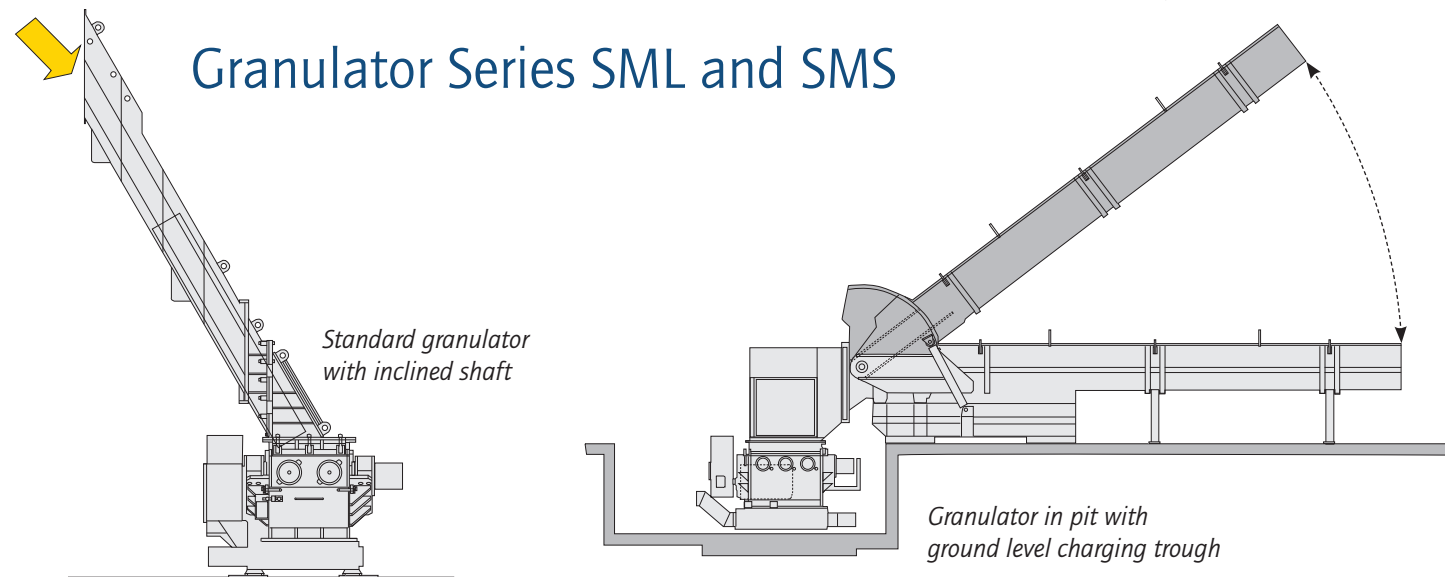 Granulator Series SML and SMS
Standard granulator
with inclined shaft
Granulator in pit with
ground level charging trough